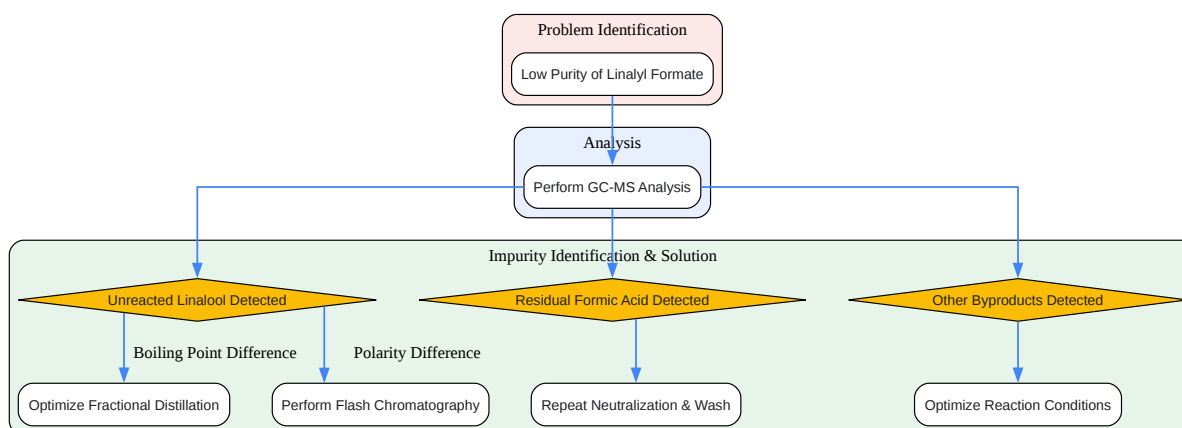 Problem Identification
Low Purity of Linalyl Formate
Analysis
Perform GC-MS Analysis
Impurity Identification & Solution
Unreacted Linalool Detected
Residual Formic Acid Detected
Other Byproducts Detected
Boiling Point Difference
Polarity Difference
Optimize Fractional Distillation
Perform Flash Chromatography
Repeat Neutralization & Wash
Optimize Reaction Conditions